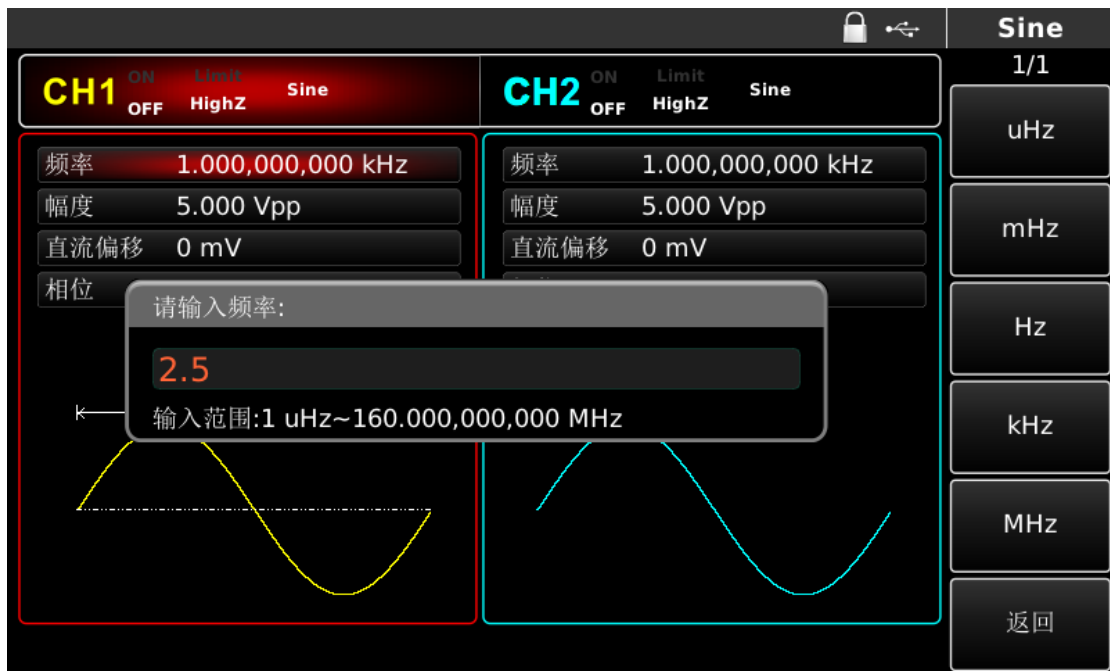 Sine
1/1
CH1 ON OFF Limit HighZ Sine
CH2 ON OFF Limit HighZ Sine
频率 1.000,000,000 kHz
幅度 5.000 Vpp
直流偏移 0 mV
相位
频率 1.000,000,000 kHz
幅度 5.000 Vpp
直流偏移 0 mV
请输入频率:
2.5
输入范围:1 uHz~160.000,000,000 MHz
uHz
mHz
Hz
kHz
MHz
返回